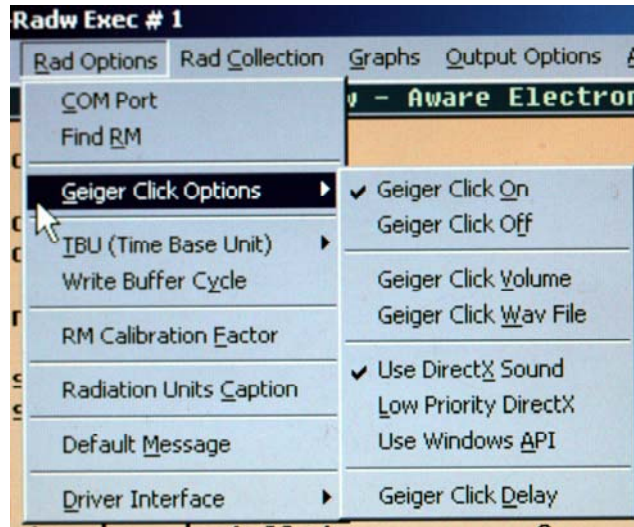 -Radw Exec # 1
Rad Options Rad Collection Graphs Output Options
COM Port
- Aware Electron
Find RM
Geiger Click Options
TBU (Time Base Unit)
Write Buffer Cycle
RM Calibration Factor
Radiation Units Caption
Default Message
Driver Interface
Geiger Click On
Geiger Click Off
Geiger Click Volume
Geiger Click Wav File
Use DirectX Sound
Low Priority DirectX
Use Windows API
Geiger Click Delay